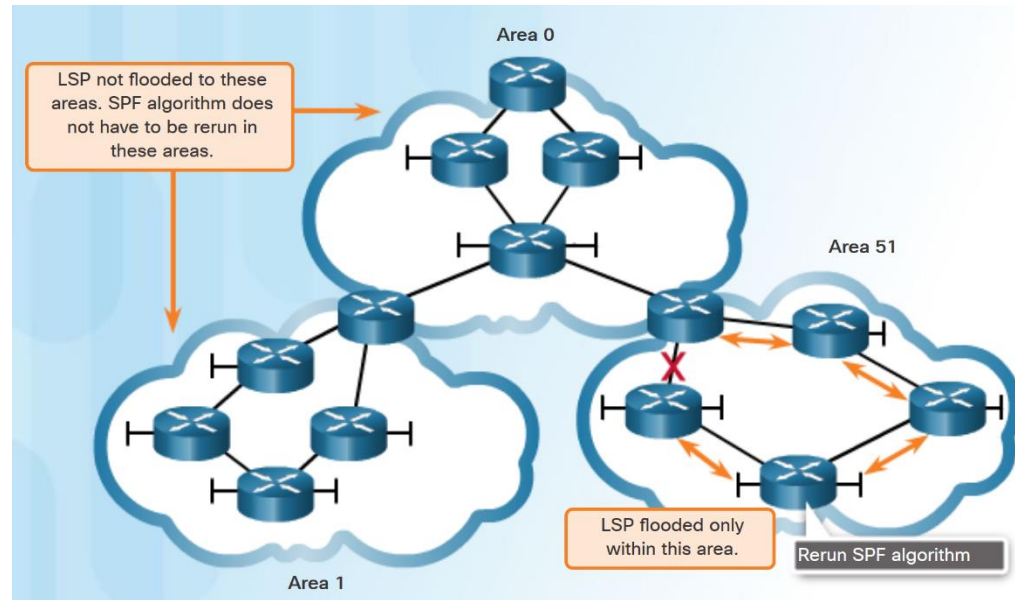 Area 0
LSP not flooded to these
areas. SPF algorithm does
not have to be rerun in
these areas.
Area 51
LSP flooded only
within this area.
Rerun SPF algorithm
Area 1